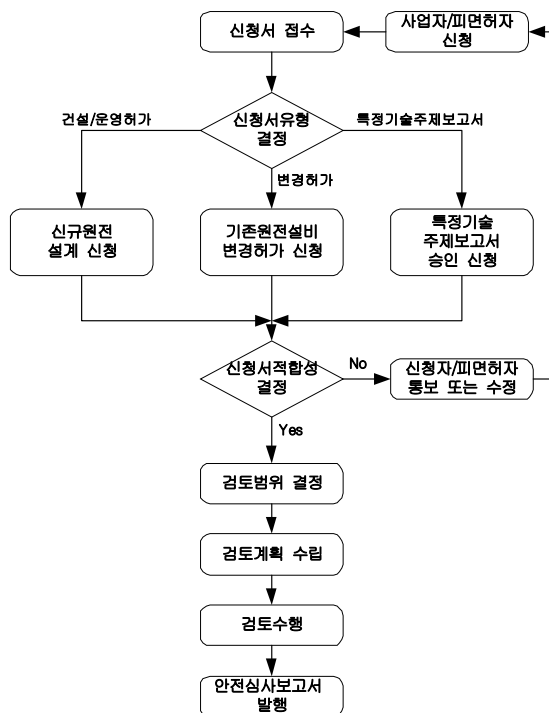 신청서 접수
사업자/피면허자
신청
건설/운영허가
신청서유형
결정
특정기술주제보고서
변경허가
신규원전
설계 신청
기존원전설비
변경허가 신청
특정기술
주제보고서
승인 신청
신청서적합성
결정
No
신청자/피면허자
통보 또는 수정
Yes
검토범위 결정
검토계획 수립
검토수행
안전심사보고서
발행